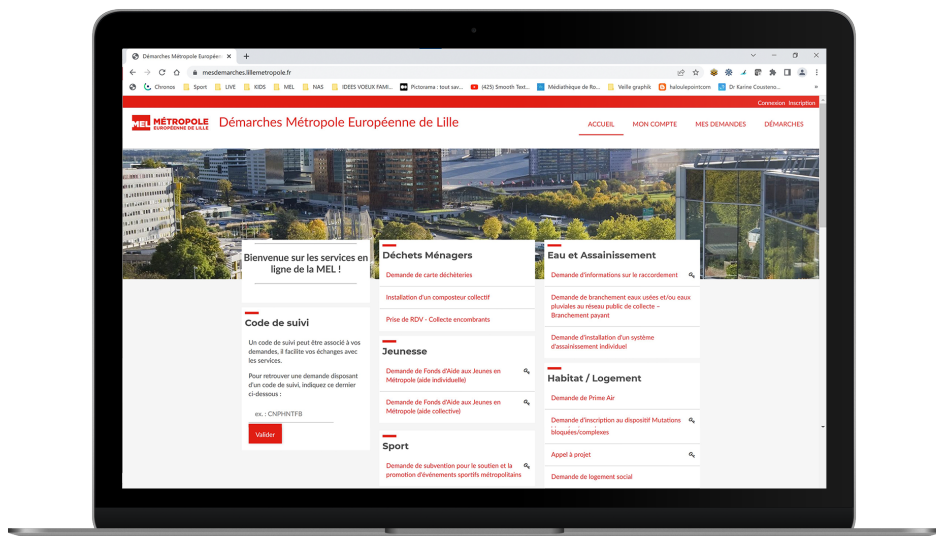 Démarches Métropole Européen
mesdemarches.lillemetropole.fr
Chronos
Sport
LIVE
KIDS
MEL
NAS
IDEES VOEUX FAMI...
Pictorama : tout sav...
(425) Smooth Text...
Médiathèque de Ro...
Veille graphik
haloulepointcom
Dr Karine Cousteno...
Connexion Inscription
MEL MÉTROPOLE
EUROPÉENNE DE LILLE
Démarches Métropole Européenne de Lille
ACCUEIL
MON COMPTE
MES DEMANDES
DÉMARCHES
Bienvenue sur les services en
ligne de la MEL !
Code de suivi
Un code de suivi peut être associé à vos
demandes, il facilite vos échanges avec
les services.
Pour retrouver une demande disposant
d'un code de suivi, indiquez ce dernier
ci-dessous :
ex. : CNPHNTFB
Valider
Déchets Ménagers
Demande de carte déchèteries
Installation d'un composteur collectif
Prise de RDV - Collecte encombrants
Jeunesse
Demande de Fonds d'Aide aux Jeunes en
Métropole (aide individuelle)
Demande de Fonds d'Aide aux Jeunes en
Métropole (aide collective)
Sport
Demande de subvention pour le soutien et la
promotion d'événements sportifs métropolitains
Eau et Assainissement
Demande d'informations sur le raccordement
Demande de branchement eaux usées et/ou eaux
pluviales au réseau public de collecte –
Branchement payant
Demande d'installation d'un système
d'assainissement individuel
Habitat / Logement
Demande de Prime Air
Demande d'inscription au dispositif Mutations
bloquées/complexes
Appel à projet
Demande de logement social